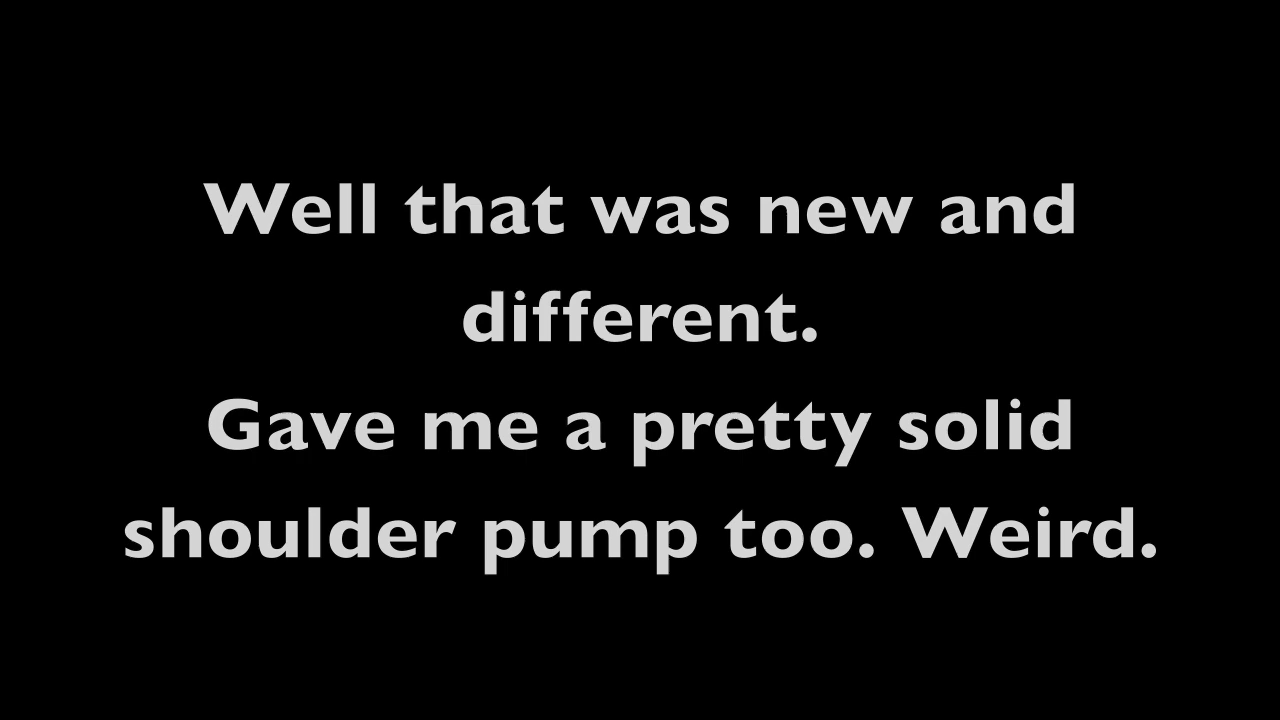 Well that was new and
different.
Gave me a pretty solid
shoulder pump too. Weird.